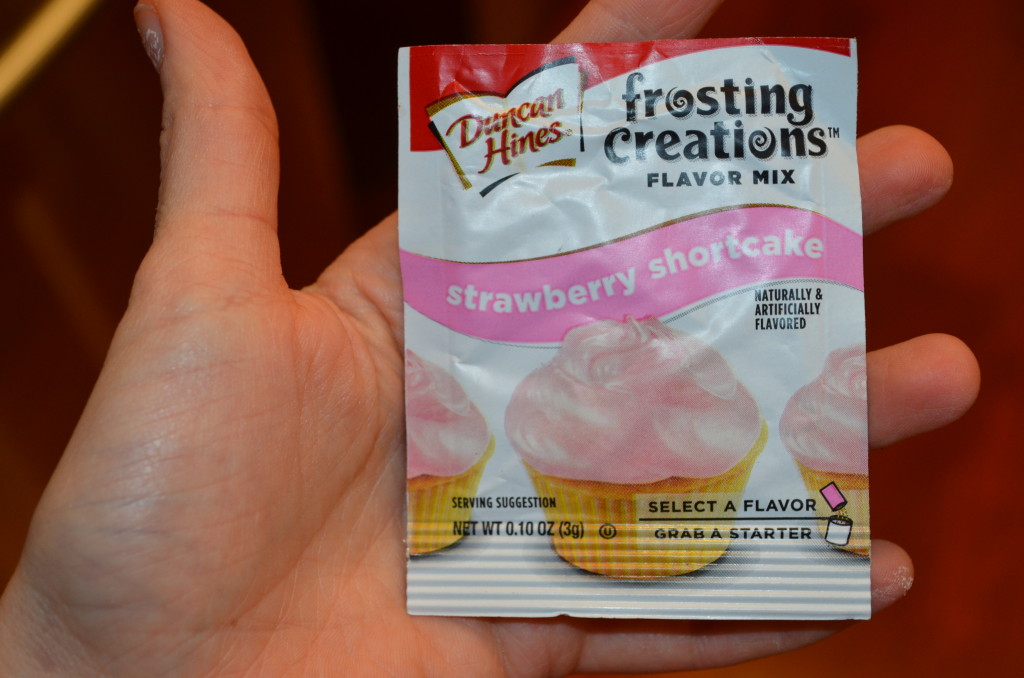 Duncan
Hines®
frosting
creations™
FLAVOR MIX
strawberry shortcake
NATURALLY &
ARTIFICIALLY
FLAVORED
SERVING SUGGESTION
NET WT 0.10 OZ (3g) Ⓤ
SELECT A FLAVOR
GRAB A STARTER